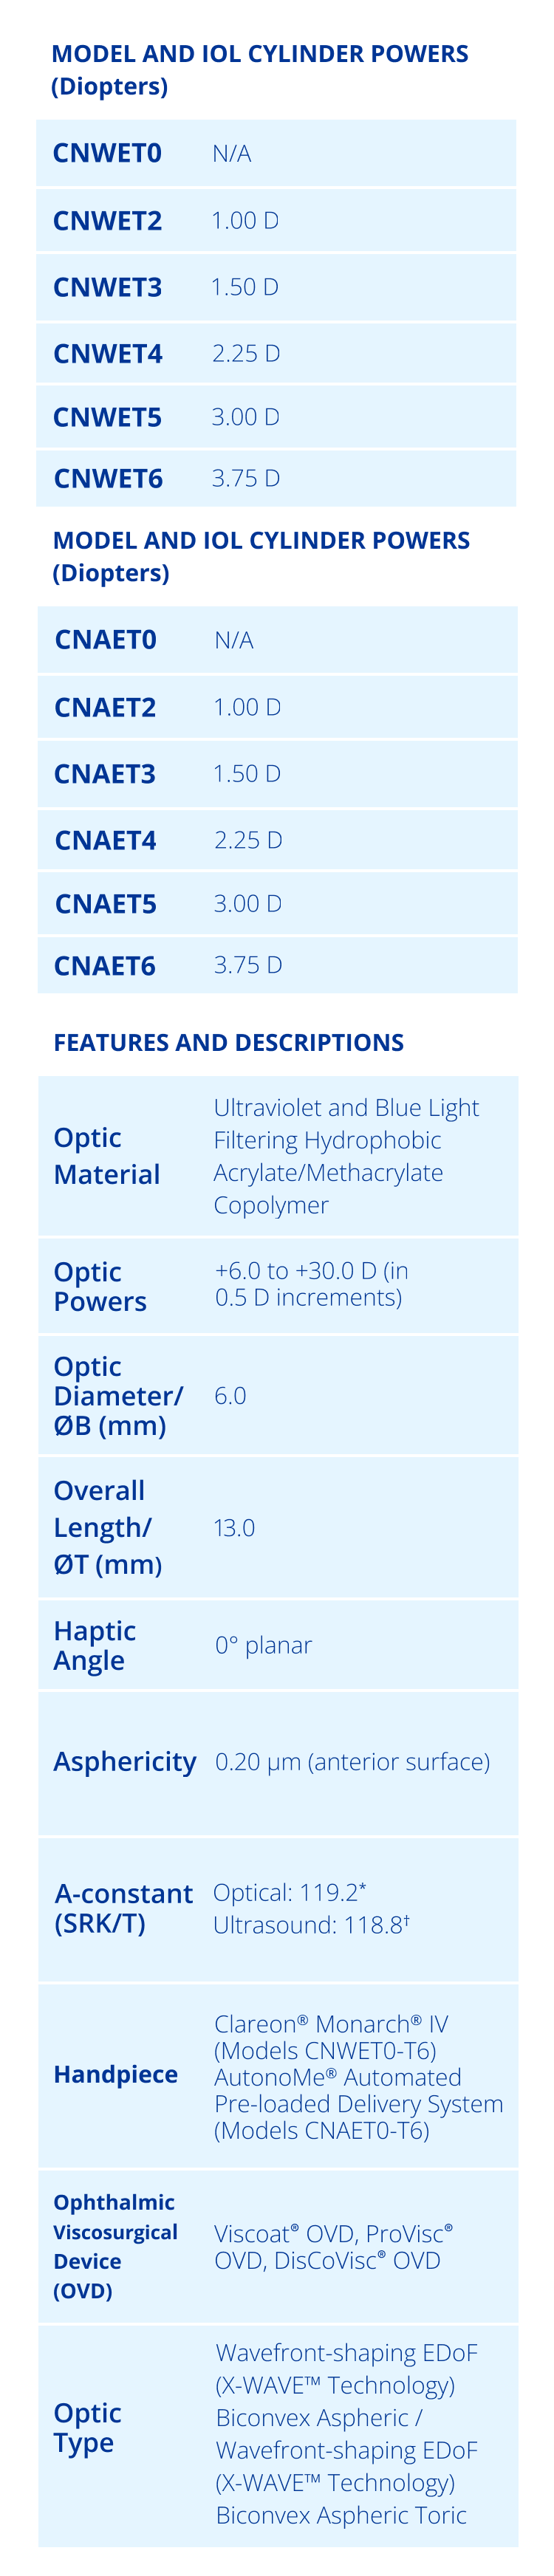 MODEL AND IOL CYLINDER POWERS
(Diopters)
CNWET0 N/A
CNWET2 1.00 D
CNWET3 1.50 D
CNWET4 2.25 D
CNWET5 3.00 D
CNWET6 3.75 D
MODEL AND IOL CYLINDER POWERS
(Diopters)
CNAET0 N/A
CNAET2 1.00 D
CNAET3 1.50 D
CNAET4 2.25 D
CNAET5 3.00 D
CNAET6 3.75 D
FEATURES AND DESCRIPTIONS
Optic
Material
Ultraviolet and Blue Light
Filtering Hydrophobic
Acrylate/Methacrylate
Copolymer
Optic
Powers
+6.0 to +30.0 D (in
0.5 D increments)
Optic
Diameter/
ØB (mm)
6.0
Overall
Length/
ØT (mm)
13.0
Haptic
Angle
0° planar
Asphericity 0.20 µm (anterior surface)
A-constant
(SRK/T)
Optical: 119.2*
Ultrasound: 118.8†
Handpiece
Clareon® Monarch® IV
(Models CNWET0-T6)
AutonoMe® Automated
Pre-loaded Delivery System
(Models CNAET0-T6)
Ophthalmic
Viscosurgical
Device
(OVD)
Viscoat® OVD, ProVisc®
OVD, DisCoVisc® OVD
Optic
Type
Wavefront-shaping EDoF
(X-WAVE™ Technology)
Biconvex Aspheric /
Wavefront-shaping EDoF
(X-WAVE™ Technology)
Biconvex Aspheric Toric